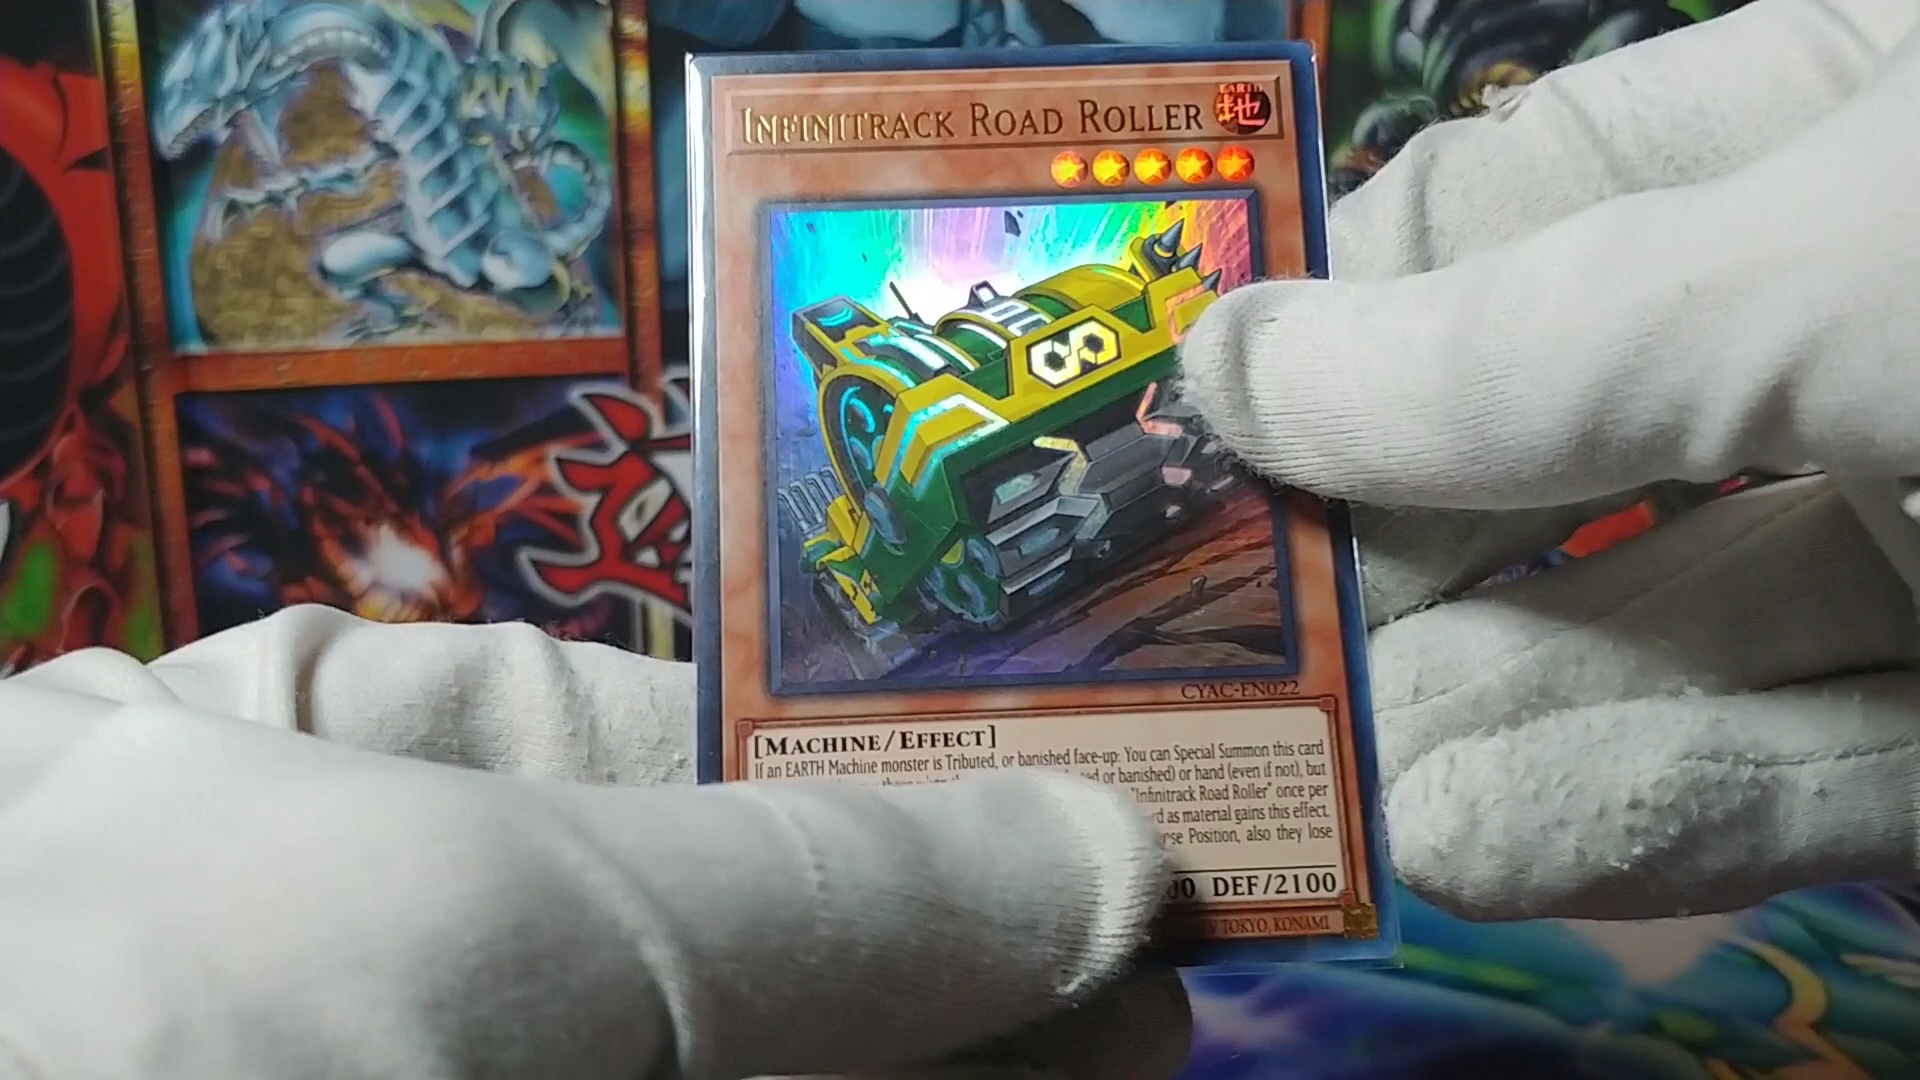 INFINITRACK ROAD ROLLER
EARTH
地
CYAC-EN022
[MACHINE/EFFECT]
If an EARTH Machine monster is Tributed, or banished face-up: You can Special Summon this card
or banished) or hand (even if not), but
"Infinitrack Road Roller" once per
as material gains this effect.
Position, also they lose
DEF/2100
TOKYO, KONAMI